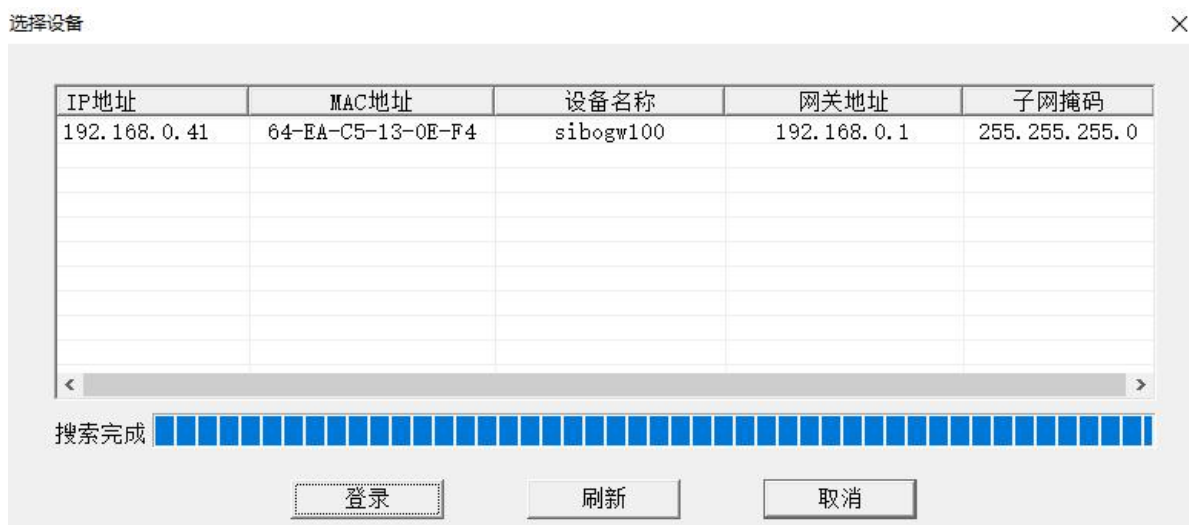 选择设备
IP地址 MAC地址 设备名称 网关地址 子网掩码
192.168.0.41 64-EA-C5-13-0E-F4 sibogw100 192.168.0.1 255.255.255.0
搜索完成
登录 刷新 取消